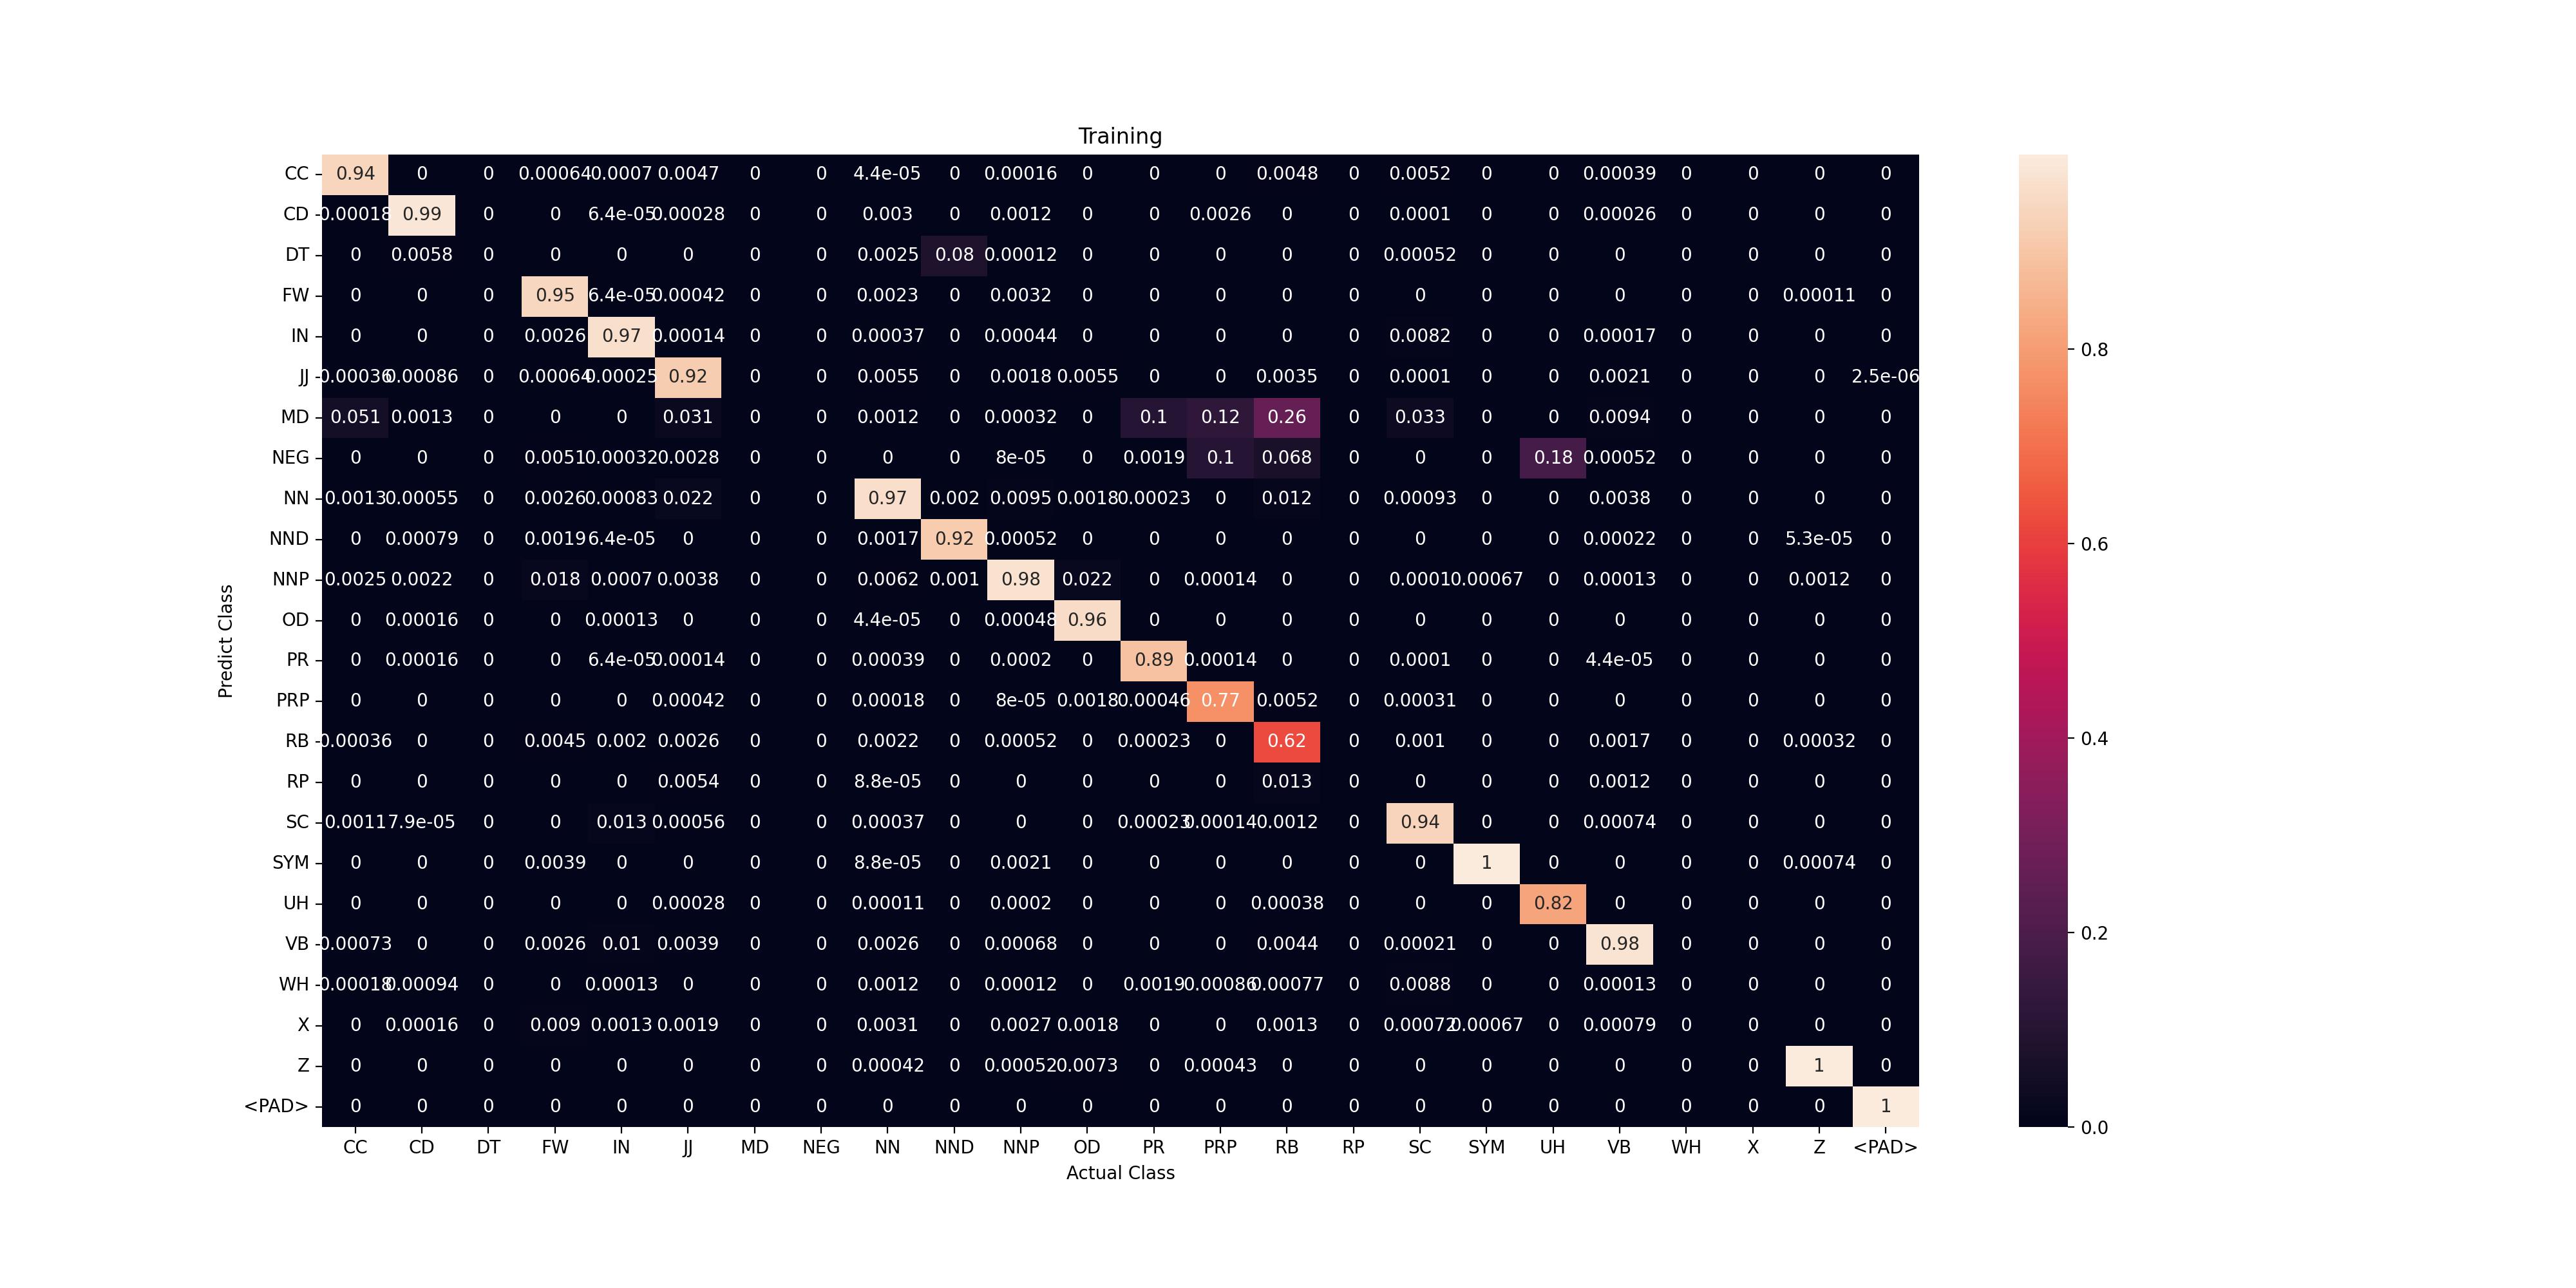 Training
CC 0.94 0 0 0.00064 0.0007 0.0047 0 0 4.4e-05 0 0.00016 0 0 0 0.0048 0 0.0052 0 0 0.00039 0 0 0 0
CD 0.00018 0.99 0 0 6.4e-05 0.00028 0 0 0.003 0 0.0012 0 0 0.0026 0 0 0.0001 0 0 0.00026 0 0 0 0
DT 0 0.0058 0 0 0 0 0 0 0.0025 0.08 0.00012 0 0 0 0 0 0.00052 0 0 0 0 0 0 0
FW 0 0 0 0.95 6.4e-05 0.00042 0 0 0.0023 0 0.0032 0 0 0 0 0 0 0 0 0 0 0 0.00011 0
IN 0 0 0 0.0026 0.97 0.00014 0 0 0.00037 0 0.00044 0 0 0 0 0 0.0082 0 0 0.00017 0 0 0 0
JJ 0.00036 0.00086 0 0.00064 0.00025 0.92 0 0 0.0055 0 0.0018 0.0055 0 0 0.0035 0 0.0001 0 0 0.0021 0 0 0 2.5e-06
MD 0.051 0.0013 0 0 0 0.031 0 0 0.0012 0 0.00032 0 0.1 0.12 0.26 0 0.033 0 0 0.0094 0 0 0 0
NEG 0 0 0 0.0051 0.00032 0.0028 0 0 0 0 8e-05 0 0.0019 0.1 0.068 0 0 0 0.18 0.00052 0 0 0 0
NN 0.0013 0.00055 0 0.0026 0.00083 0.022 0 0 0.97 0.002 0.0095 0.0018 0.00023 0 0.012 0 0.00093 0 0 0.0038 0 0 0 0
NND 0 0.00079 0 0.0019 6.4e-05 0 0 0 0.0017 0.92 0.00052 0 0 0 0 0 0 0 0 0.00022 0 0 5.3e-05 0
NNP 0.0025 0.0022 0 0.018 0.0007 0.0038 0 0 0.0062 0.001 0.98 0.022 0 0.00014 0 0 0.0001 0.00067 0 0.00013 0 0 0.0012 0
OD 0 0.00016 0 0 0.00013 0 0 0 4.4e-05 0 0.00048 0.96 0 0 0 0 0 0 0 0 0 0 0 0
PR 0 0.00016 0 0 6.4e-05 0.00014 0 0 0.00039 0 0.0002 0 0.89 0.00014 0 0 0.0001 0 0 4.4e-05 0 0 0 0
PRP 0 0 0 0 0 0.00042 0 0 0.00018 0 8e-05 0.0018 0.00046 0.77 0.0052 0 0.00031 0 0 0 0 0 0 0
RB 0.00036 0 0 0.0045 0.002 0.0026 0 0 0.0022 0 0.00052 0 0.00023 0 0.62 0 0.001 0 0 0.0017 0 0 0.00032 0
RP 0 0 0 0 0 0.0054 0 0 8.8e-05 0 0 0 0 0 0.013 0 0 0 0 0.0012 0 0 0 0
SC 0.0011 7.9e-05 0 0 0.013 0.00056 0 0 0.00037 0 0 0 0.00023 0.00014 0.0012 0 0.94 0 0 0.00074 0 0 0 0
SYM 0 0 0 0.0039 0 0 0 0 8.8e-05 0 0.0021 0 0 0 0 0 0 1 0 0 0 0 0.00074 0
UH 0 0 0 0 0 0.00028 0 0 0.00011 0 0.0002 0 0 0 0.00038 0 0 0 0.82 0 0 0 0 0
VB 0.00073 0 0 0.0026 0.01 0.0039 0 0 0.0026 0 0.00068 0 0 0 0.0044 0 0.00021 0 0 0.98 0 0 0 0
WH 0.00018 0.00094 0 0 0.00013 0 0 0 0.0012 0 0.00012 0 0.0019 0.00086 0.00077 0 0.0088 0 0 0.00013 0 0 0 0
X 0 0.00016 0 0.009 0.0013 0.0019 0 0 0.0031 0 0.0027 0.0018 0 0 0.0013 0 0.00072 0.00067 0 0.00079 0 0 0 0
Z 0 0 0 0 0 0 0 0 0.00042 0 0.00052 0.0073 0 0.00043 0 0 0 0 0 0 0 0 1 0
<PAD> 0 0 0 0 0 0 0 0 0 0 0 0 0 0 0 0 0 0 0 0 0 0 0 1
CC CD DT FW IN JJ MD NEG NN NND NNP OD PR PRP RB RP SC SYM UH VB WH X Z <PAD>
Actual Class
Predict Class
0.8
0.6
0.4
0.2
0.0